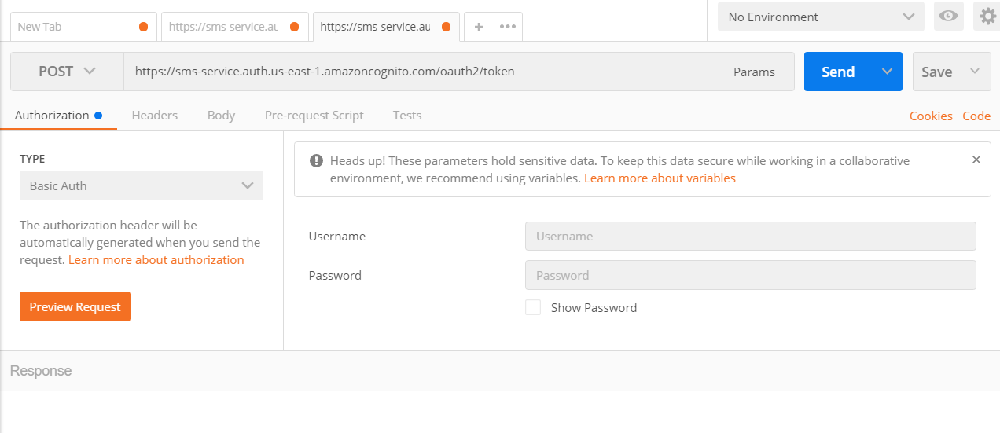 New Tab
https://sms-service.au
https://sms-service.au
No Environment
POST
https://sms-service.auth.us-east-1.amazoncognito.com/oauth2/token
Params
Send
Save
Authorization
Headers
Body
Pre-request Script
Tests
Cookies
Code
TYPE
Basic Auth
The authorization header will be
automatically generated when you send the
request. Learn more about authorization
Preview Request
Heads up! These parameters hold sensitive data. To keep this data secure while working in a collaborative
environment, we recommend using variables. Learn more about variables
Username
Username
Password
Password
Show Password
Response